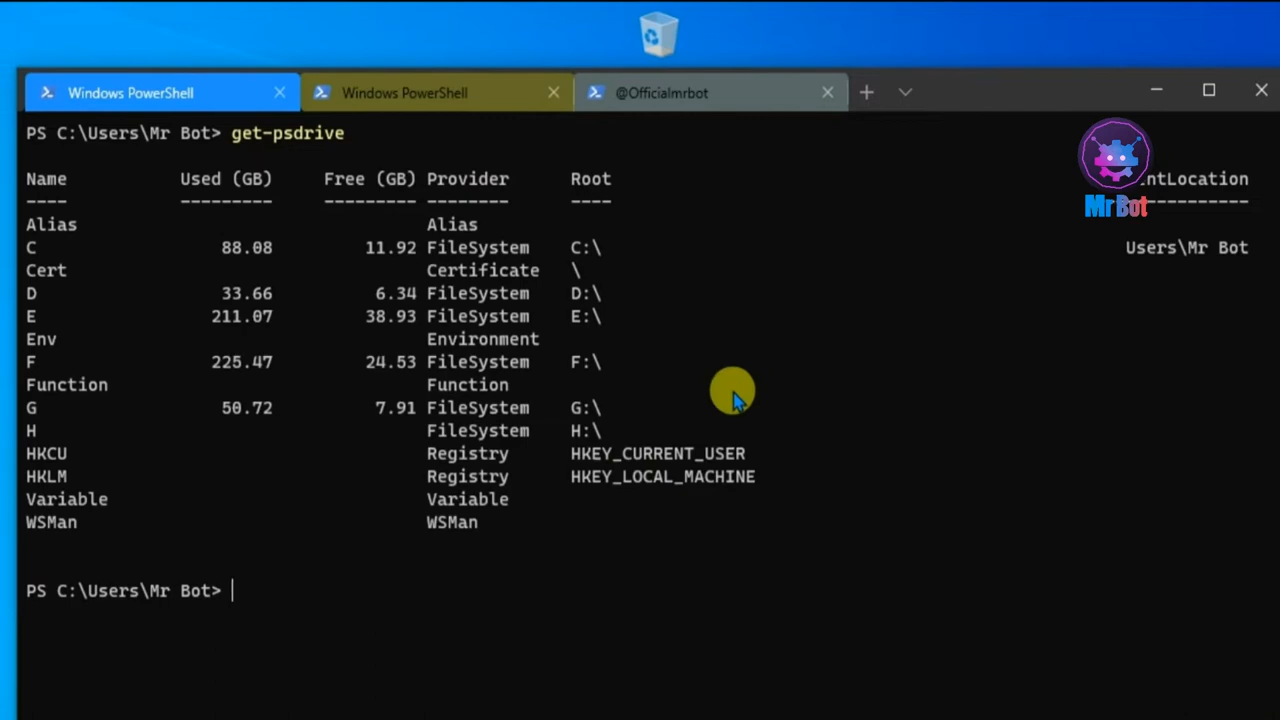 Windows PowerShell Windows PowerShell @Officialmrbot
PS C:\Users\Mr Bot> get-psdrive
Name Used (GB) Free (GB) Provider Root ntLocation
---- --------- --------- -------- ---- ----------
Alias Alias
C 88.08 11.92 FileSystem C:\ Users\Mr Bot
Cert Certificate \
D 33.66 6.34 FileSystem D:\
E 211.07 38.93 FileSystem E:\
Env Environment
F 225.47 24.53 FileSystem F:\
Function Function
G 50.72 7.91 FileSystem G:\
H FileSystem H:\
HKCU Registry HKEY_CURRENT_USER
HKLM Registry HKEY_LOCAL_MACHINE
Variable Variable
WSMan WSMan
PS C:\Users\Mr Bot>
MrBot